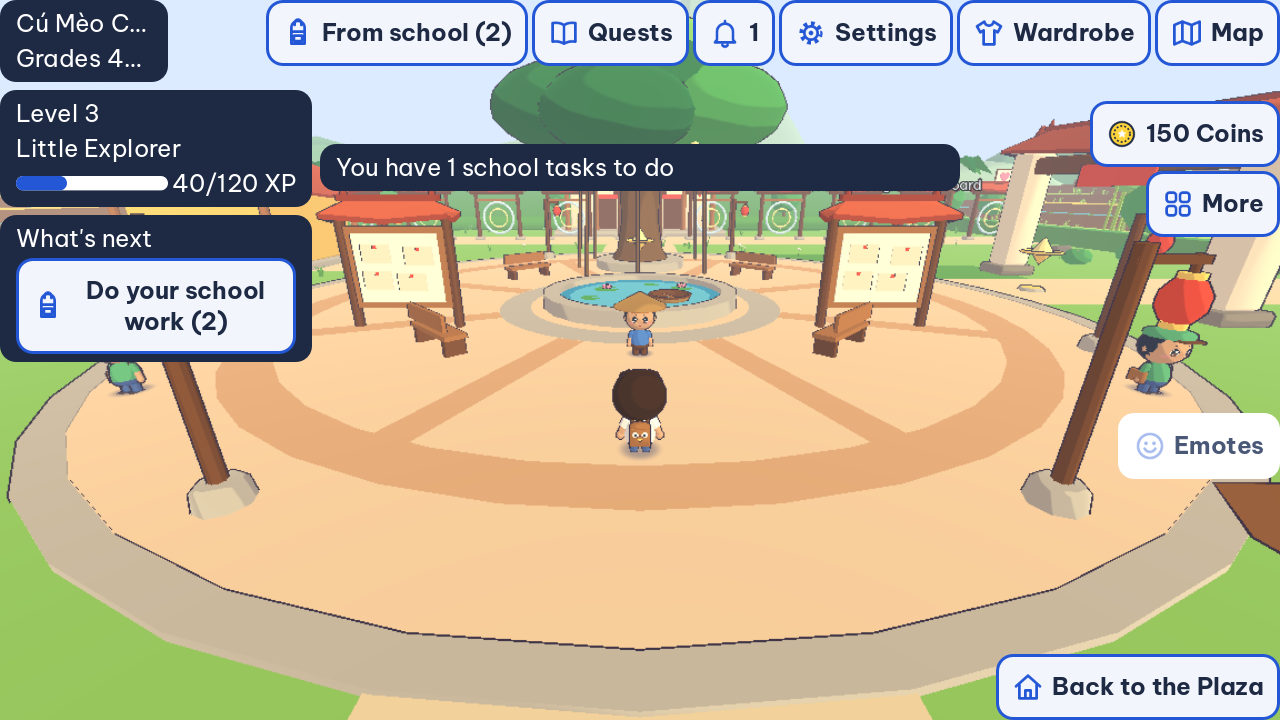 Cú Mèo C...
Grades 4...
From school (2)
Quests
1
Settings
Wardrobe
Map
Level 3
Little Explorer
40/120 XP
You have 1 school tasks to do
150 Coins
More
What's next
Do your school
work (2)
Emotes
Back to the Plaza